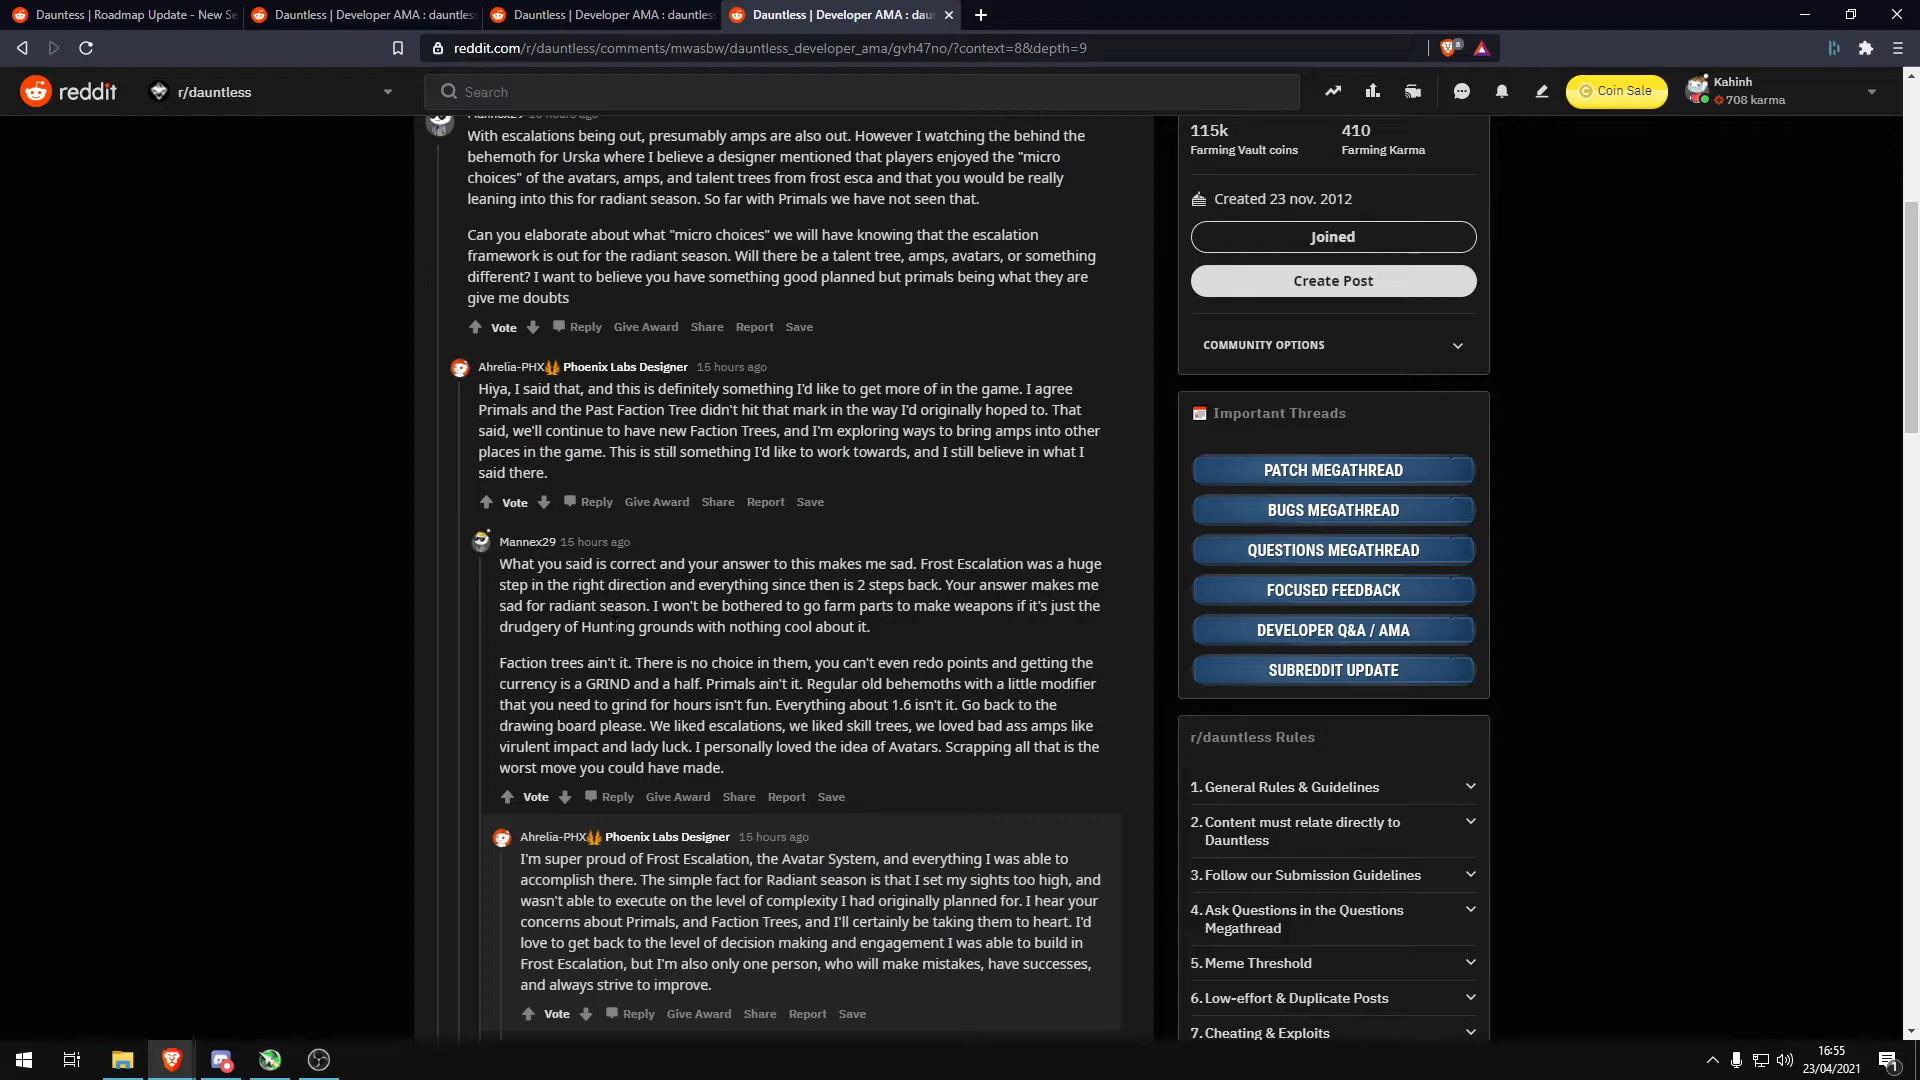 Dauntess | Roadmap Update - New Se
Dauntless | Developer AMA : dauntless
Dauntless | Developer AMA : dauntless
Dauntless | Developer AMA : dau
reddit.com/r/dauntless/comments/mwasbw/dauntless_developer_ama/gvh47no/?context=8&depth=9
8
reddit
r/dauntless
Search
Coin Sale
Kahinh
708 karma
Mannex29 16 hours ago
With escalations being out, presumably amps are also out. However I watching the behind the
behemoth for Urska where I believe a designer mentioned that players enjoyed the "micro
choices" of the avatars, amps, and talent trees from frost esca and that you would be really
leaning into this for radiant season. So far with Primals we have not seen that.
Can you elaborate about what "micro choices" we will have knowing that the escalation
framework is out for the radiant season. Will there be a talent tree, amps, avatars, or something
different? I want to believe you have something good planned but primals being what they are
give me doubts
Vote Reply Give Award Share Report Save
Ahrelia-PHX Phoenix Labs Designer 15 hours ago
Hiya, I said that, and this is definitely something I'd like to get more of in the game. I agree
Primals and the Past Faction Tree didn't hit that mark in the way I'd originally hoped to. That
said, we'll continue to have new Faction Trees, and I'm exploring ways to bring amps into other
places in the game. This is still something I'd like to work towards, and I still believe in what I
said there.
Vote Reply Give Award Share Report Save
Mannex29 15 hours ago
What you said is correct and your answer to this makes me sad. Frost Escalation was a huge
step in the right direction and everything since then is 2 steps back. Your answer makes me
sad for radiant season. I won't be bothered to go farm parts to make weapons if it's just the
drudgery of Hunting grounds with nothing cool about it.
Faction trees ain't it. There is no choice in them, you can't even redo points and getting the
currency is a GRIND and a half. Primals ain't it. Regular old behemoths with a little modifier
that you need to grind for hours isn't fun. Everything about 1.6 isn't it. Go back to the
drawing board please. We liked escalations, we liked skill trees, we loved bad ass amps like
virulent impact and lady luck. I personally loved the idea of Avatars. Scrapping all that is the
worst move you could have made.
Vote Reply Give Award Share Report Save
Ahrelia-PHX Phoenix Labs Designer 15 hours ago
I'm super proud of Frost Escalation, the Avatar System, and everything I was able to
accomplish there. The simple fact for Radiant season is that I set my sights too high, and
wasn't able to execute on the level of complexity I had originally planned for. I hear your
concerns about Primals, and Faction Trees, and I'll certainly be taking them to heart. I'd
love to get back to the level of decision making and engagement I was able to build in
Frost Escalation, but I'm also only one person, who will make mistakes, have successes,
and always strive to improve.
Vote Reply Give Award Share Report Save
115k
Farming Vault coins
410
Farming Karma
Created 23 nov. 2012
Joined
Create Post
COMMUNITY OPTIONS
Important Threads
PATCH MEGATHREAD
BUGS MEGATHREAD
QUESTIONS MEGATHREAD
FOCUSED FEEDBACK
DEVELOPER Q&A / AMA
SUBREDDIT UPDATE
r/dauntless Rules
1. General Rules & Guidelines
2. Content must relate directly to
Dauntless
3. Follow our Submission Guidelines
4. Ask Questions in the Questions
Megathread
5. Meme Threshold
6. Low-effort & Duplicate Posts
7. Cheating & Exploits
16:55
23/04/2021
1